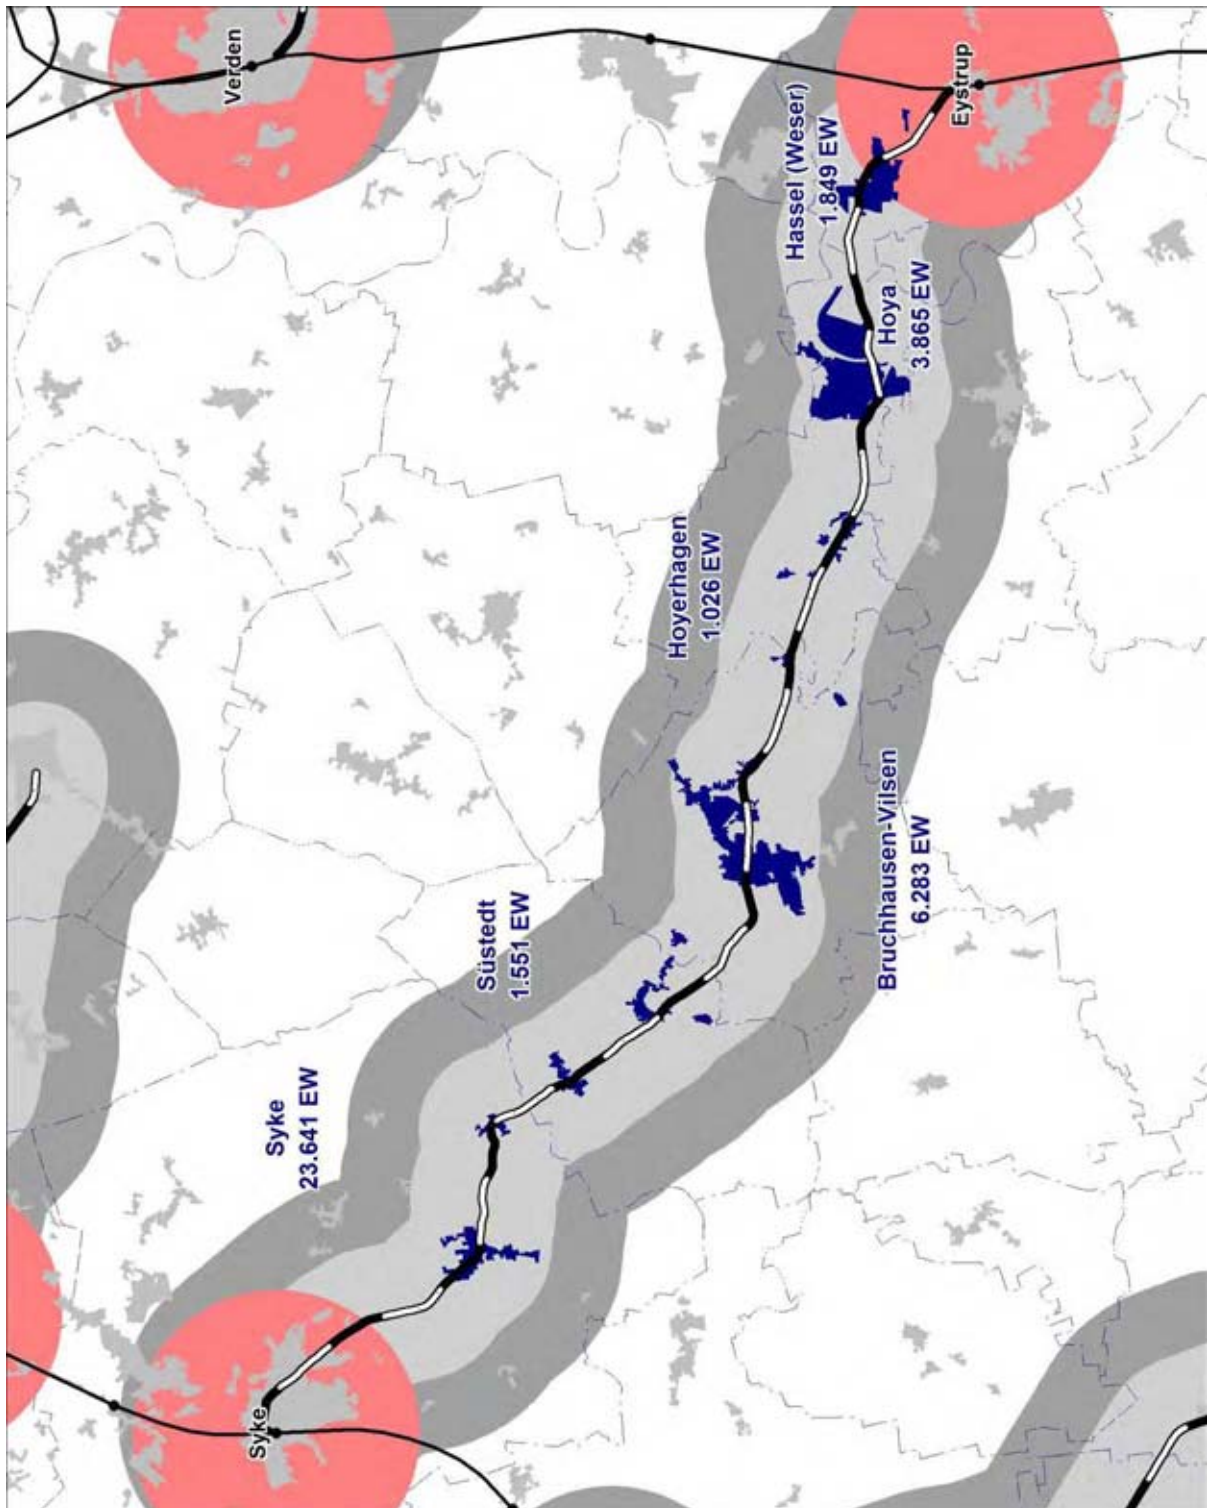 Syke
Syke
23.641 EW
Süstedt
1.551 EW
Bruchhausen-Vilsen
6.283 EW
Hoyerhagen
1.026 EW
Hoya
3.865 EW
Hassel (Weser)
1.849 EW
Verden
Eystrup